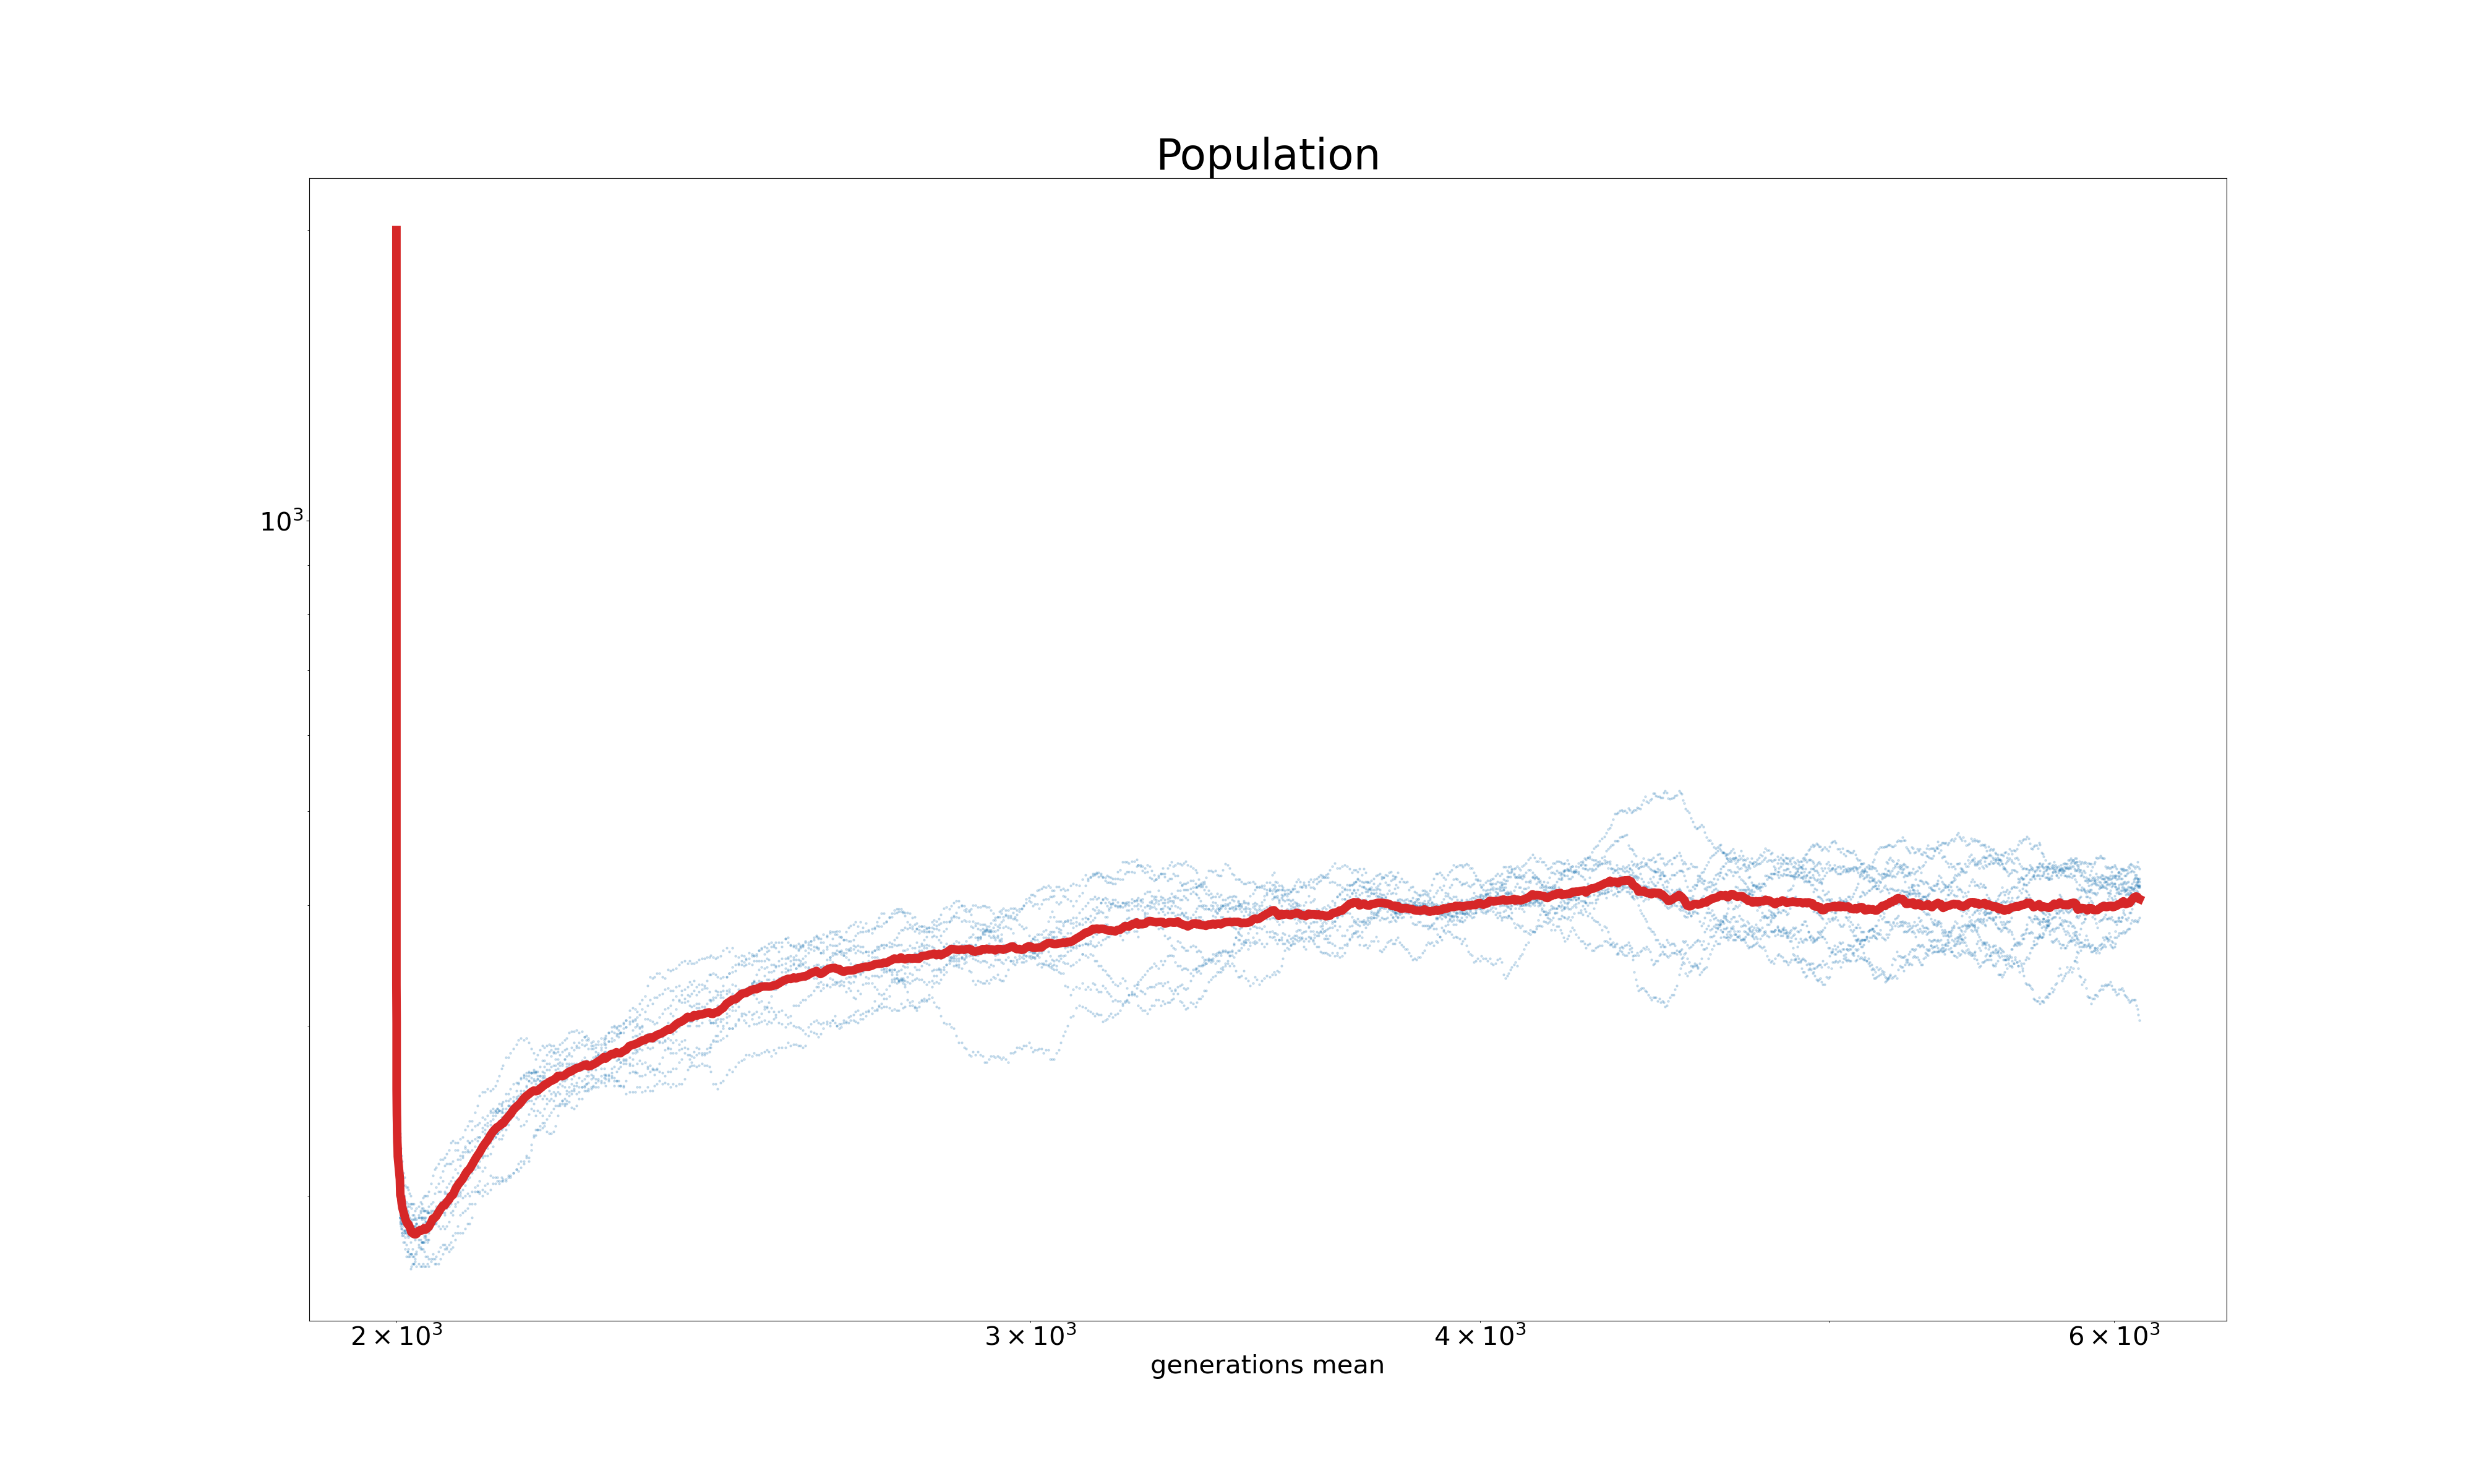 Population
10³
2 × 10³ 3 × 10³ 4 × 10³ 6 × 10³
generations mean